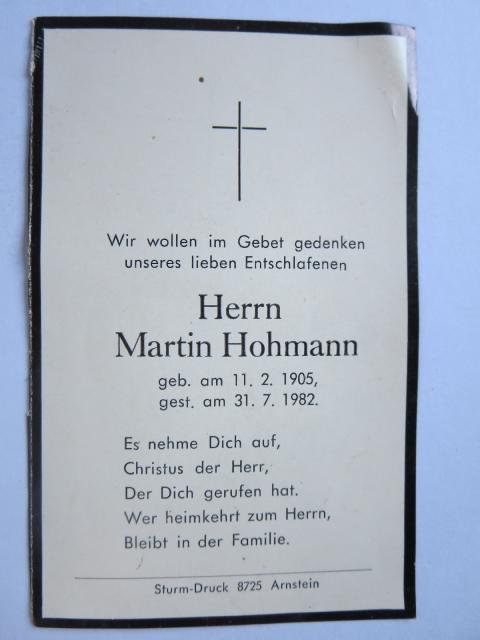 Wir wollen im Gebet gedenken
unseres lieben Entschlafenen
Herrn
Martin Hohmann
geb. am 11. 2. 1905,
gest. am 31. 7. 1982.
Es nehme Dich auf,
Christus der Herr,
Der Dich gerufen hat.
Wer heimkehrt zum Herrn,
Bleibt in der Familie.
Sturm-Druck 8725 Arnstein